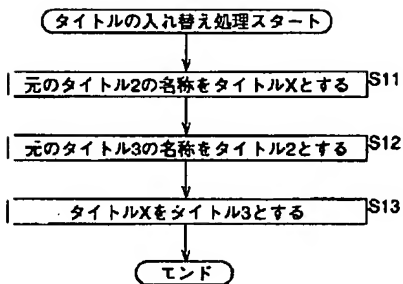 タイトルの入れ替え処理スタート
元のタイトル2の名称をタイトルXとする S11
元のタイトル3の名称をタイトル2とする S12
タイトルXをタイトル3とする S13
エンド